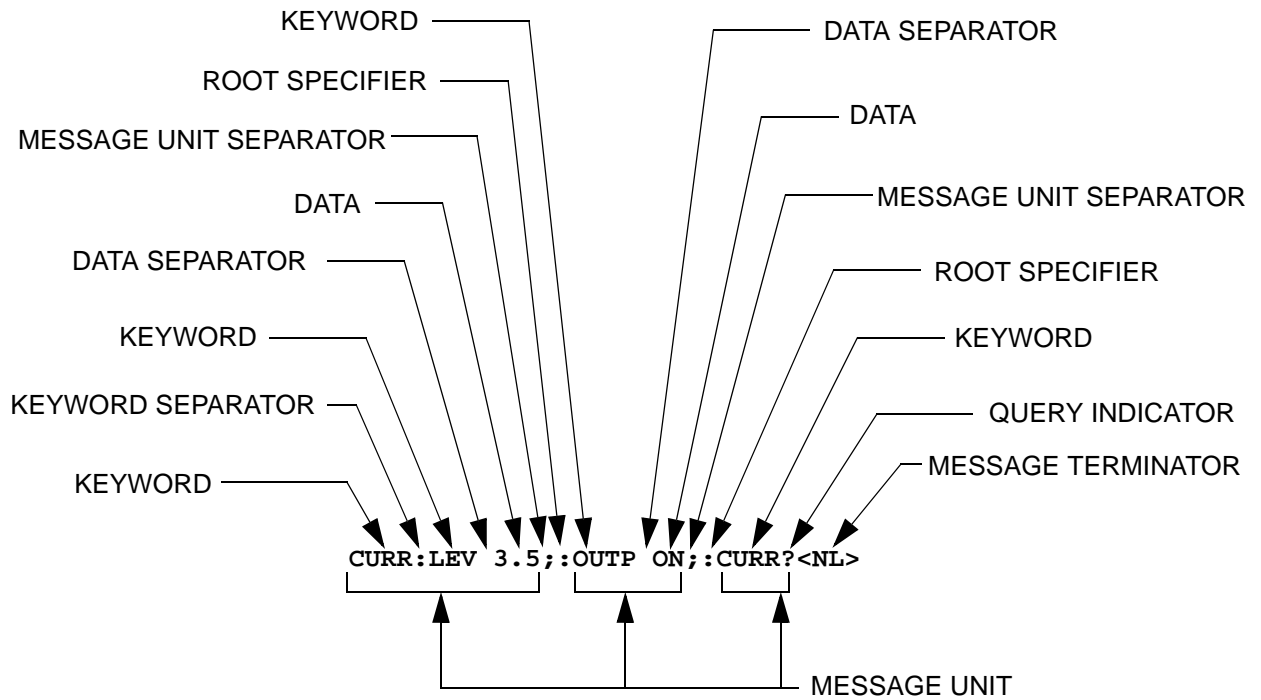 KEYWORD
DATA SEPARATOR
ROOT SPECIFIER
DATA
MESSAGE UNIT SEPARATOR
MESSAGE UNIT SEPARATOR
DATA
DATA SEPARATOR
ROOT SPECIFIER
KEYWORD
KEYWORD
KEYWORD SEPARATOR
QUERY INDICATOR
KEYWORD
MESSAGE TERMINATOR
CURR:LEV 3.5;:OUTP ON;:CURR?<NL>
MESSAGE UNIT